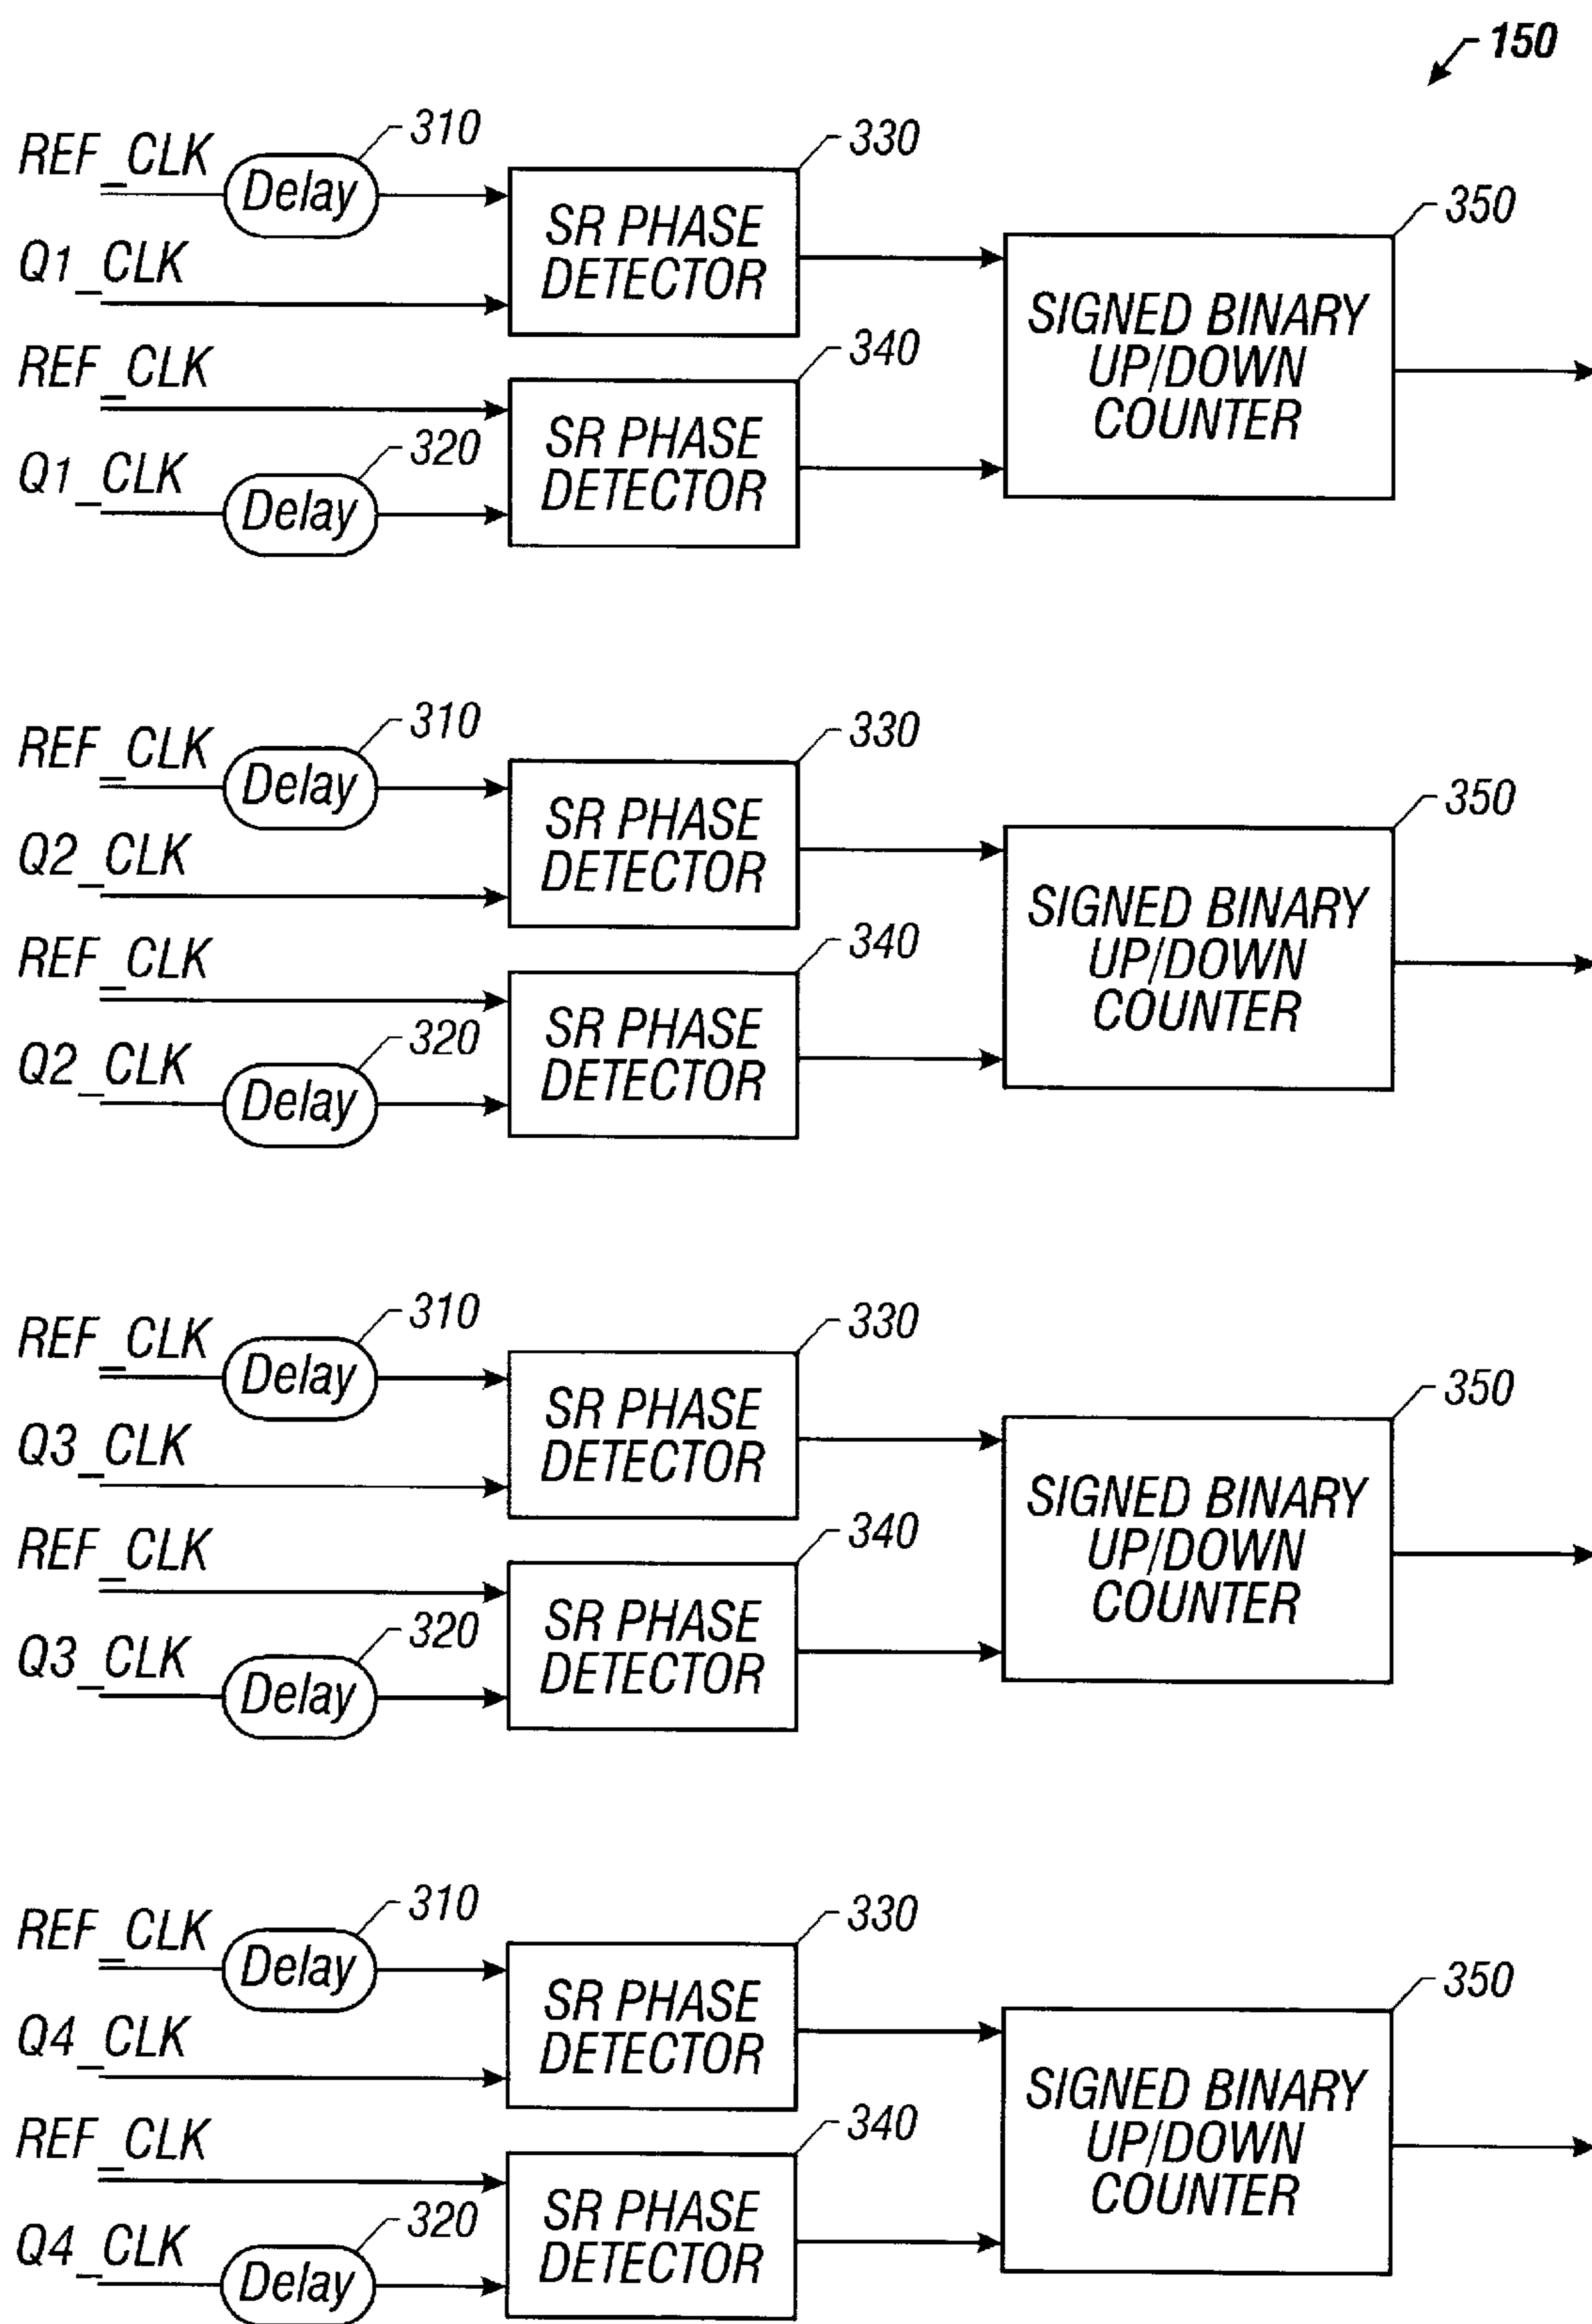 150
REF_CLK
Delay
310
Q1_CLK
SR PHASE
DETECTOR
330
REF_CLK
Q1_CLK
Delay
320
SR PHASE
DETECTOR
340
SIGNED BINARY
UP/DOWN
COUNTER
350
REF_CLK
Delay
310
Q2_CLK
SR PHASE
DETECTOR
330
REF_CLK
Q2_CLK
Delay
320
SR PHASE
DETECTOR
340
SIGNED BINARY
UP/DOWN
COUNTER
350
REF_CLK
Delay
310
Q3_CLK
SR PHASE
DETECTOR
330
REF_CLK
Q3_CLK
Delay
320
SR PHASE
DETECTOR
340
SIGNED BINARY
UP/DOWN
COUNTER
350
REF_CLK
Delay
310
Q4_CLK
SR PHASE
DETECTOR
330
REF_CLK
Q4_CLK
Delay
320
SR PHASE
DETECTOR
340
SIGNED BINARY
UP/DOWN
COUNTER
350